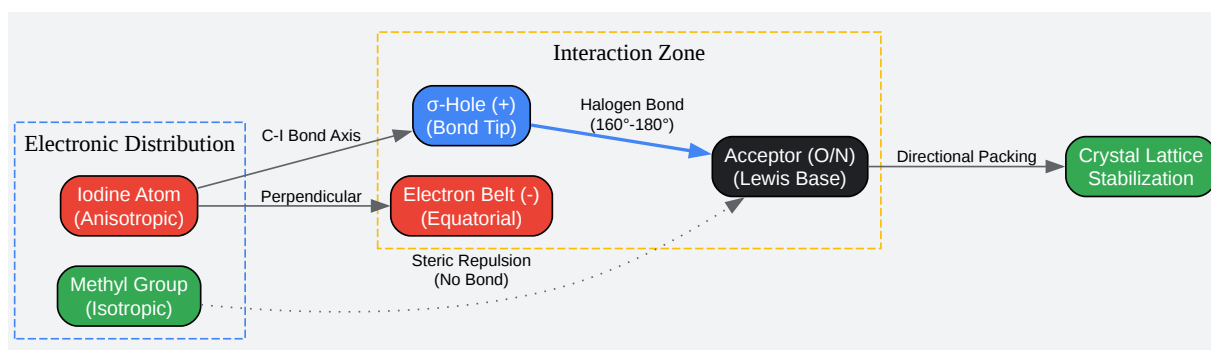 Interaction Zone
Electronic Distribution
Iodine Atom
(Anisotropic)
Methyl Group
(Isotropic)
C-I Bond Axis
Perpendicular
σ-Hole (+)
(Bond Tip)
Electron Belt (-)
(Equatorial)
Steric Repulsion
(No Bond)
Halogen Bond
(160°-180°)
Acceptor (O/N)
(Lewis Base)
Directional Packing
Crystal Lattice
Stabilization